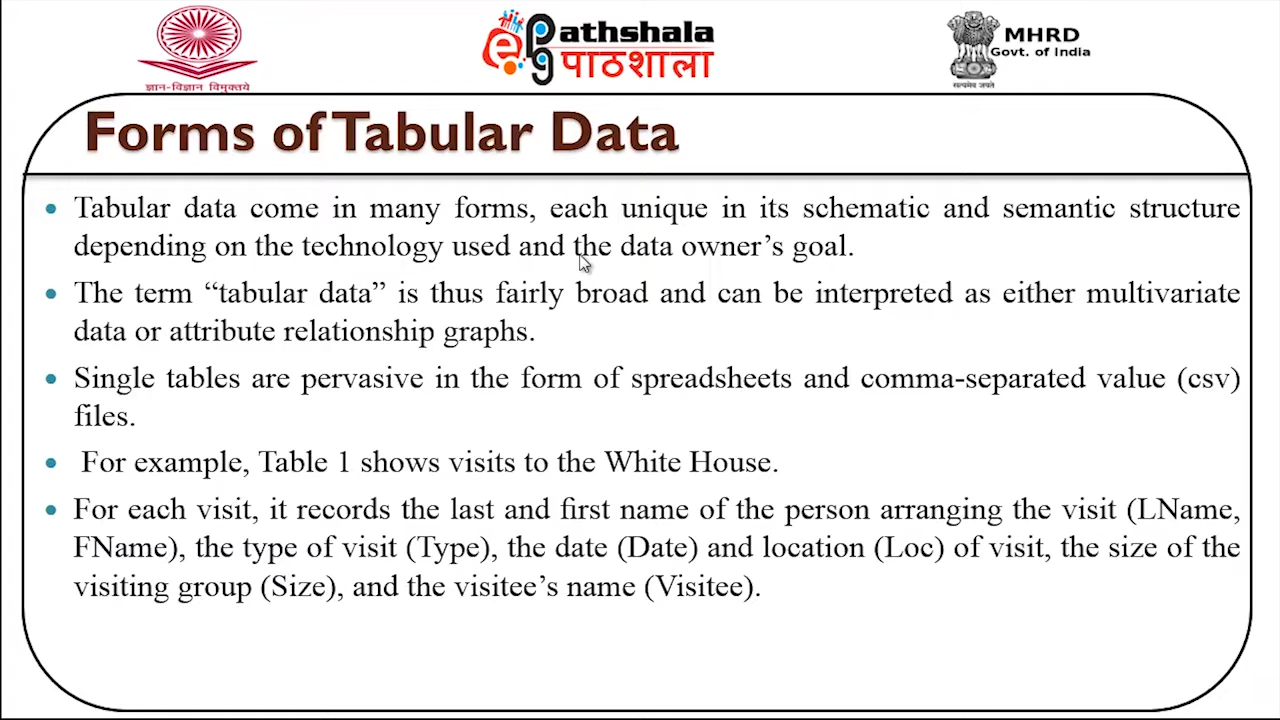 ज्ञान-विज्ञान विमुक्तये
ePg Pathshala
पाठशाला
MHRD
Govt. of India
सत्यमेव जयते
Forms of Tabular Data
• Tabular data come in many forms, each unique in its schematic and semantic structure
depending on the technology used and the data owner’s goal.
• The term “tabular data” is thus fairly broad and can be interpreted as either multivariate
data or attribute relationship graphs.
• Single tables are pervasive in the form of spreadsheets and comma-separated value (csv)
files.
• For example, Table 1 shows visits to the White House.
• For each visit, it records the last and first name of the person arranging the visit (LName,
FName), the type of visit (Type), the date (Date) and location (Loc) of visit, the size of the
visiting group (Size), and the visitee’s name (Visitee).